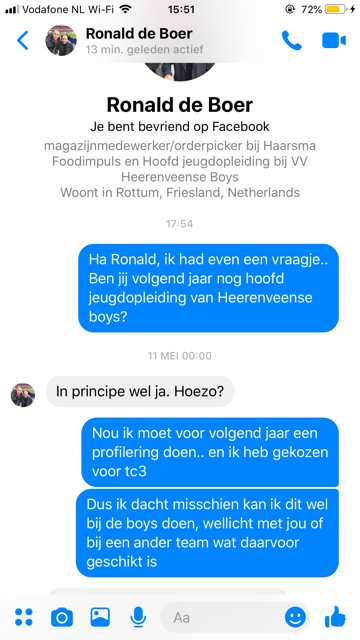 Vodafone NL Wi-Fi 15:51 72%
Ronald de Boer
13 min. geleden actief
Ronald de Boer
Je bent bevriend op Facebook
magazijnmedewerker/orderpicker bij Haarsma
Foodimpuls en Hoofd jeugdopleiding bij VV
Heerenveense Boys
Woont in Rottum, Friesland, Netherlands
17:54
Ha Ronald, ik had even een vraagje..
Ben jij volgend jaar nog hoofd
jeugdopleiding van Heerenveense
boys?
11 MEI 00:00
In principe wel ja. Hoezo?
Nou ik moet voor volgend jaar een
profilering doen.. en ik heb gekozen
voor tc3
Dus ik dacht misschien kan ik dit wel
bij de boys doen, wellicht met jou of
bij een ander team wat daarvoor
geschikt is
Aa